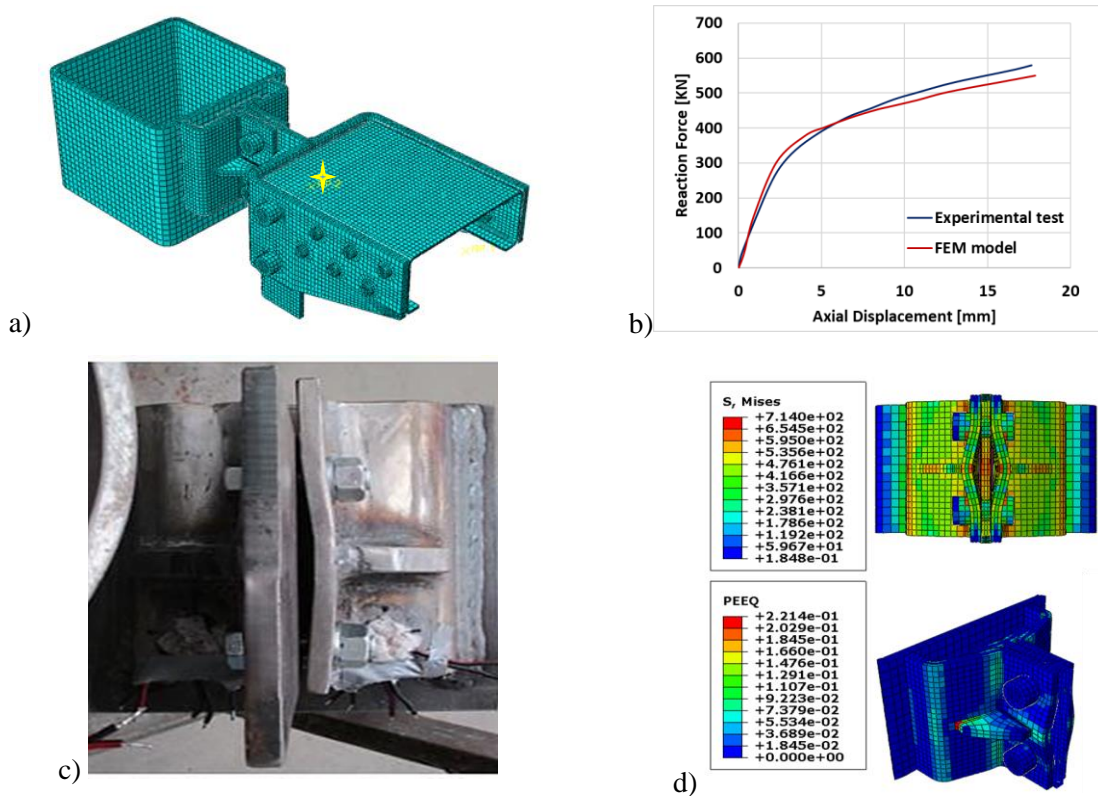 a)
700
600
500
400
300
200
100
0
Reaction Force [KN]
0 5 10 15 20
Axial Displacement [mm]
Experimental test
FEM model
b)
c)
S, Mises
+7.140e+02
+6.545e+02
+5.950e+02
+5.356e+02
+4.761e+02
+4.166e+02
+3.571e+02
+2.976e+02
+2.381e+02
+1.786e+02
+1.192e+02
+5.967e+01
+1.848e-01
PEEQ
+2.214e-01
+2.029e-01
+1.845e-01
+1.660e-01
+1.476e-01
+1.291e-01
+1.107e-01
+9.223e-02
+7.379e-02
+5.534e-02
+3.689e-02
+1.845e-02
+0.000e+00
d)